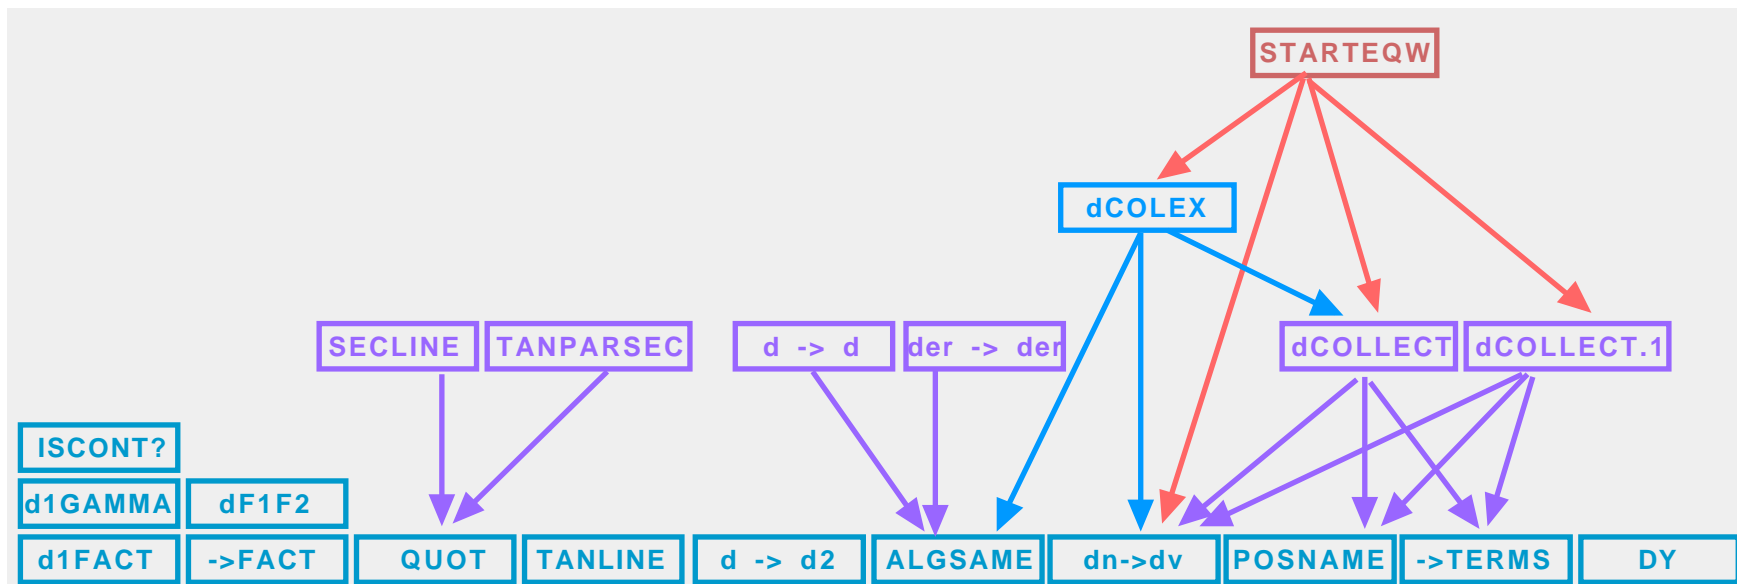 STARTEQW
dCOLEX
SECLINE TANPARSEC d -> d der -> der dCOLLECT dCOLLECT.1
ISCONT?
d1GAMMA dF1F2
d1FACT ->FACT QUOT TANLINE d -> d2 ALGSAME dn->dv POSNAME ->TERMS DY